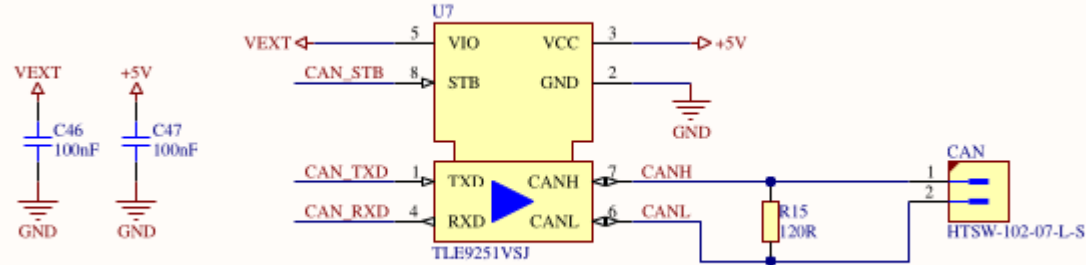 U7
VEXT 5 VIO VCC 3 +5V
CAN_STB 8 STB GND 2
GND
VEXT +5V
C46 100nF
C47 100nF
GND GND
CAN_TXD 1 TXD CANH 7 CANH
CAN_RXD 4 RXD CANL 6 CANL
TLE9251VSJ
R15
120R
CAN
1
2
HTSW-102-07-L-S